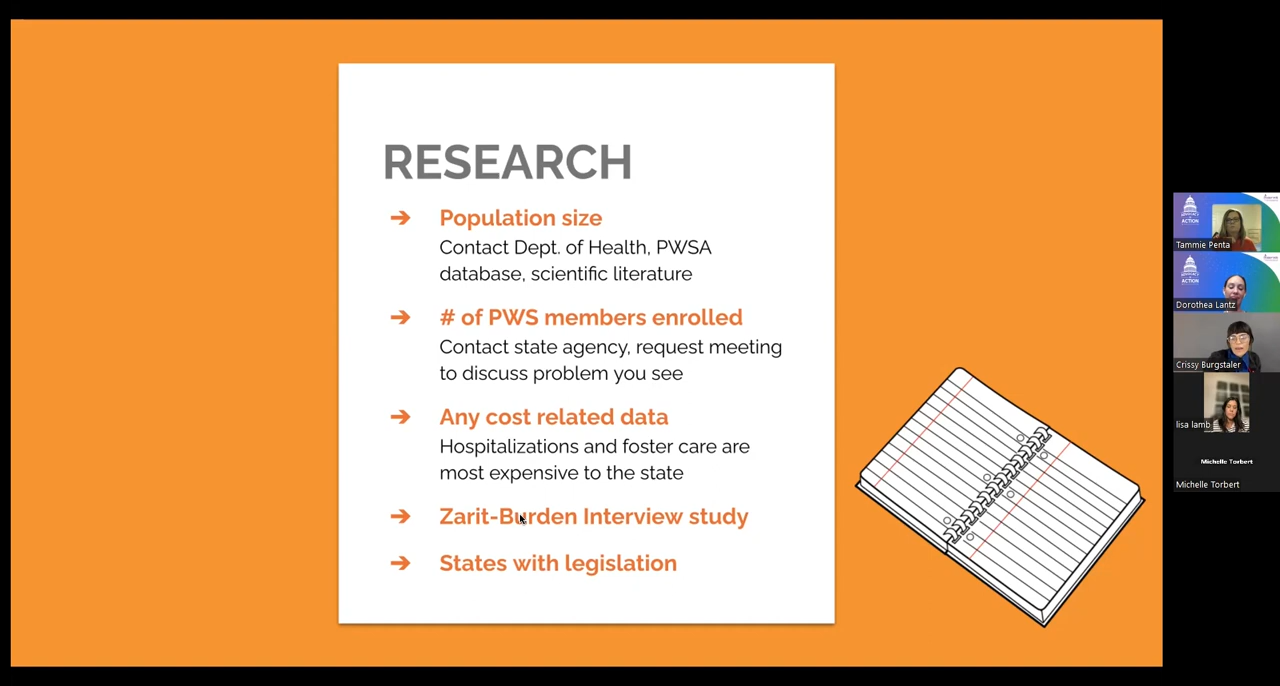 RESEARCH
➔ Population size
Contact Dept. of Health, PWSA
database, scientific literature
➔ # of PWS members enrolled
Contact state agency, request meeting
to discuss problem you see
➔ Any cost related data
Hospitalizations and foster care are
most expensive to the state
➔ Zarit-Burden Interview study
➔ States with legislation
ACTION
Tammie Penta
ACTION
Dorothea Lantz
Crissy Burgstaler
lisa lamb
Michelle Torbert
Michelle Torbert